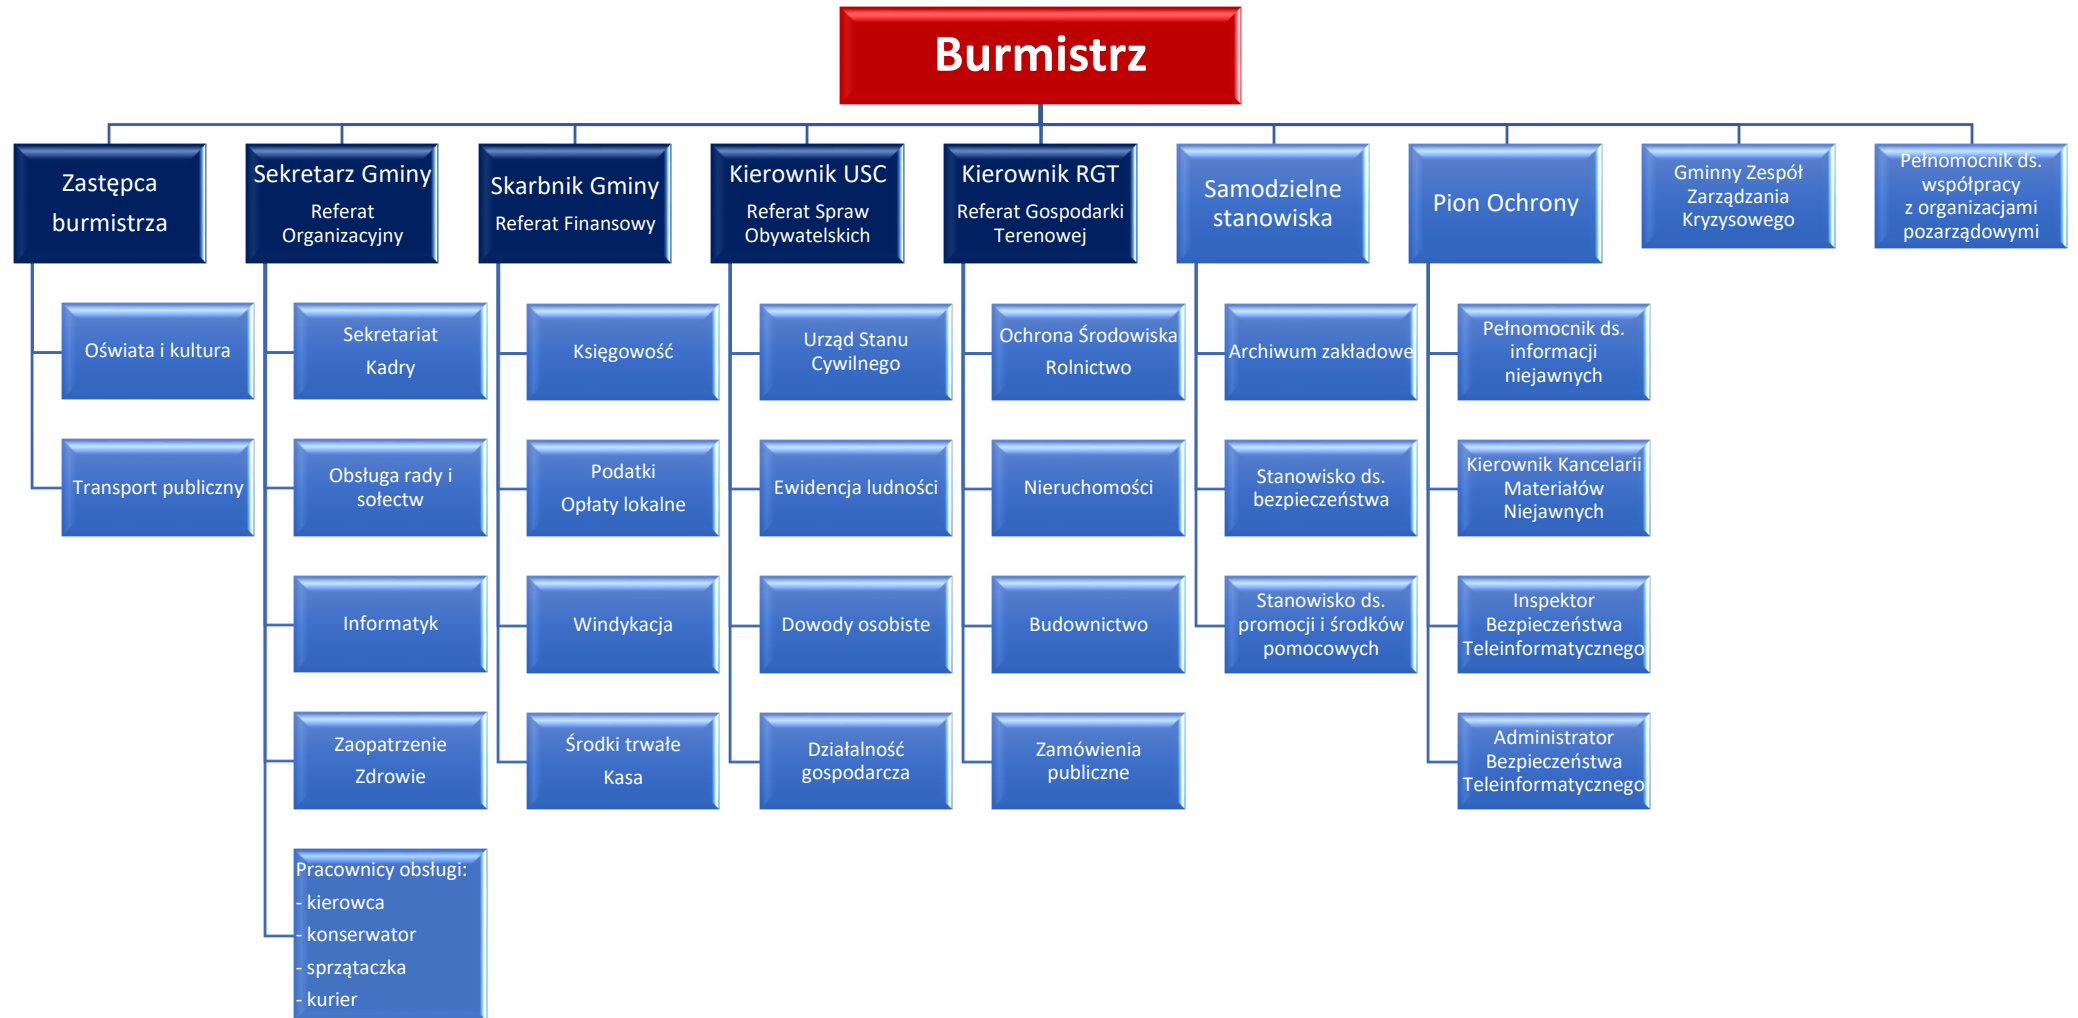 Burmistrz
Zastępca
burmistrza
Sekretarz Gminy
Referat
Organizacyjny
Skarbnik Gminy
Referat Finansowy
Kierownik USC
Referat Spraw
Obywatelskich
Kierownik RGT
Referat Gospodarki
Terenowej
Samodzielne
stanowiska
Pion Ochrony
Gminny Zespół
Zarządzania
Kryzysowego
Pełnomocnik ds.
współpracy
z organizacjami
pozarządowymi
Oświata i kultura
Transport publiczny
Sekretariat
Kadry
Obsługa rady i
sołectw
Informatyk
Zaopatrzenie
Zdrowie
Pracownicy obsługi:
- kierowca
- konserwator
- sprzątaczka
- kurier
Księgowość
Podatki
Opłaty lokalne
Windykacja
Środki trwałe
Kasa
Urząd Stanu
Cywilnego
Ewidencja ludności
Dowody osobiste
Działalność
gospodarcza
Ochrona Środowiska
Rolnictwo
Nieruchomości
Budownictwo
Zamówienia
publiczne
Archiwum zakładowe
Stanowisko ds.
bezpieczeństwa
Stanowisko ds.
promocji i środków
pomocowych
Pełnomocnik ds.
informacji
niejawnych
Kierownik Kancelarii
Materiałów
Niejawnych
Inspektor
Bezpieczeństwa
Teleinformatycznego
Administrator
Bezpieczeństwa
Teleinformatycznego